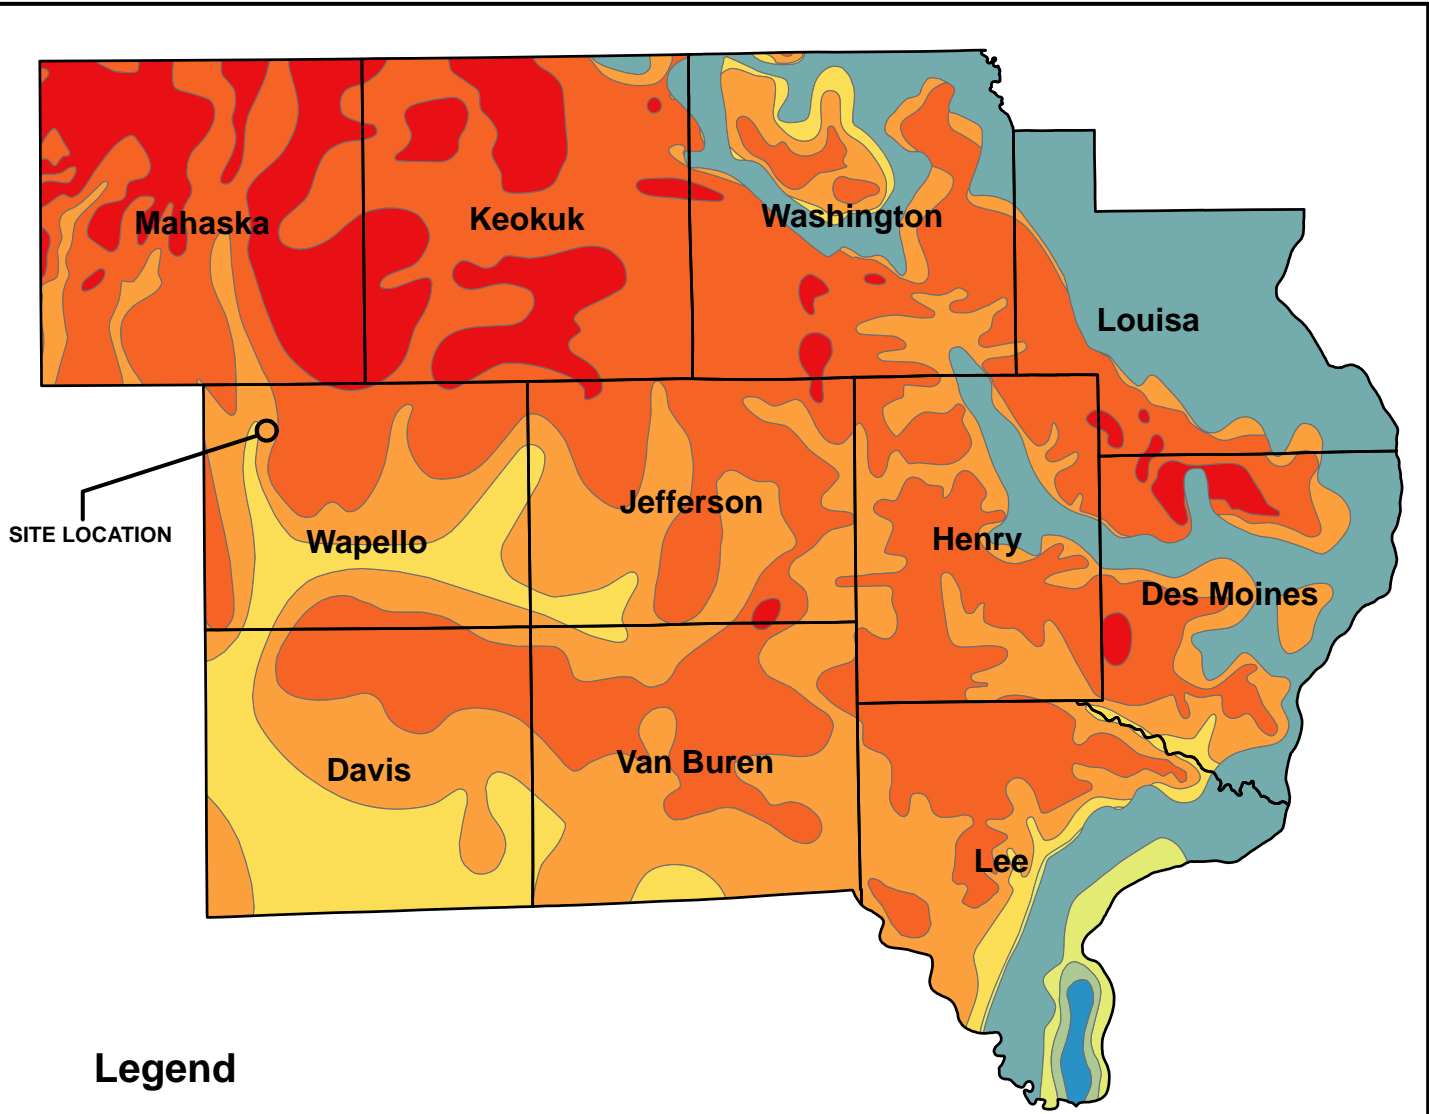 Mahaska
Keokuk
Washington
Louisa
SITE LOCATION
Wapello
Jefferson
Henry
Des Moines
Davis
Van Buren
Lee
Legend